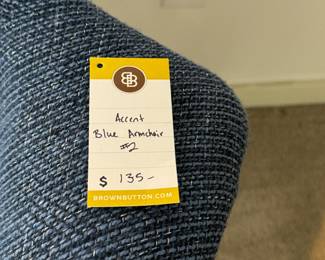 BB
Accent
Blue Armchair
#2
$ 135-
BROWNBUTTON.COM